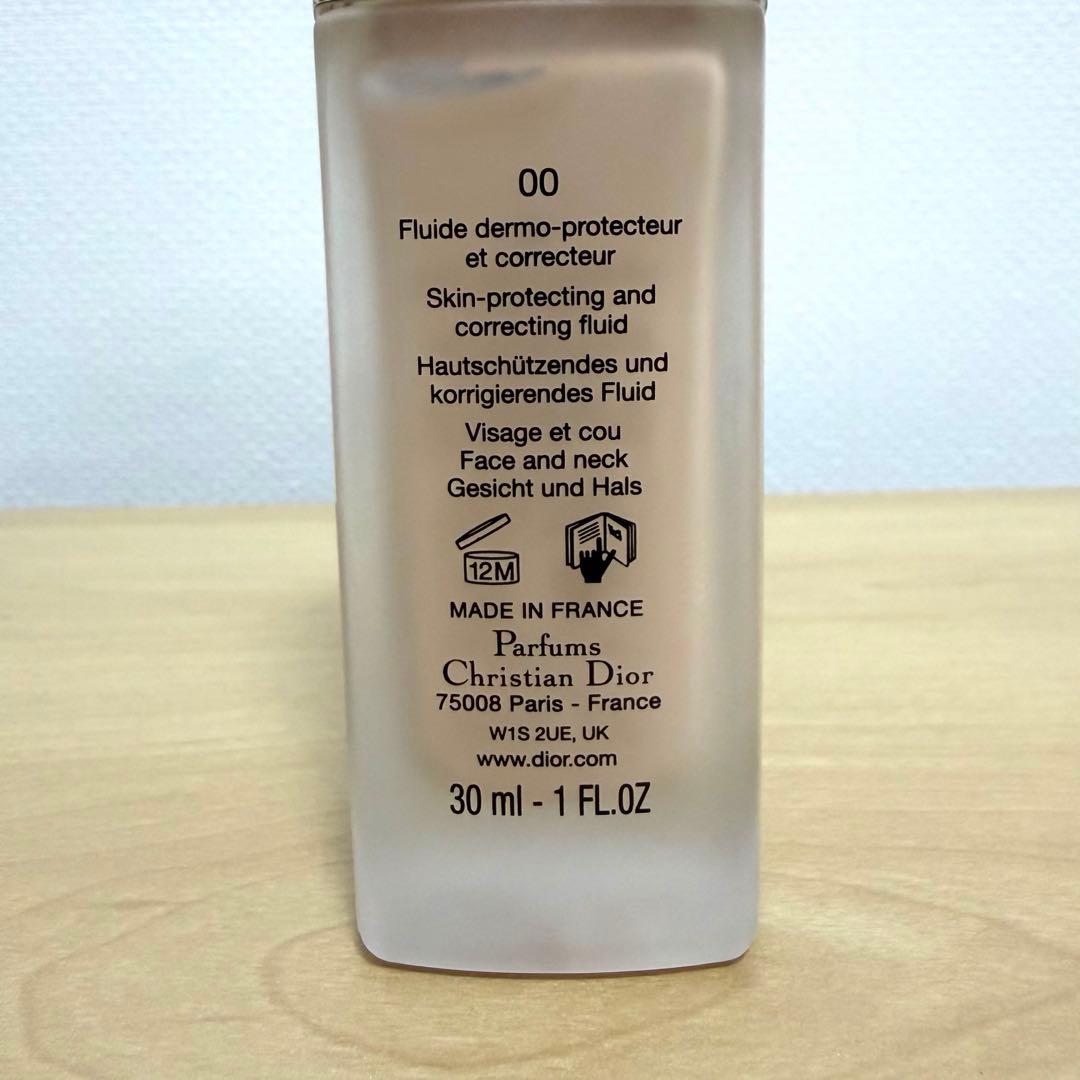 00
Fluide dermo-protecteur
et correcteur
Skin-protecting and
correcting fluid
Hautschützendes und
korrigierendes Fluid
Visage et cou
Face and neck
Gesicht und Hals
12M
MADE IN FRANCE
Parfums
Christian Dior
75008 Paris - France
W1S 2UE, UK
www.dior.com
30 ml - 1 FL.OZ